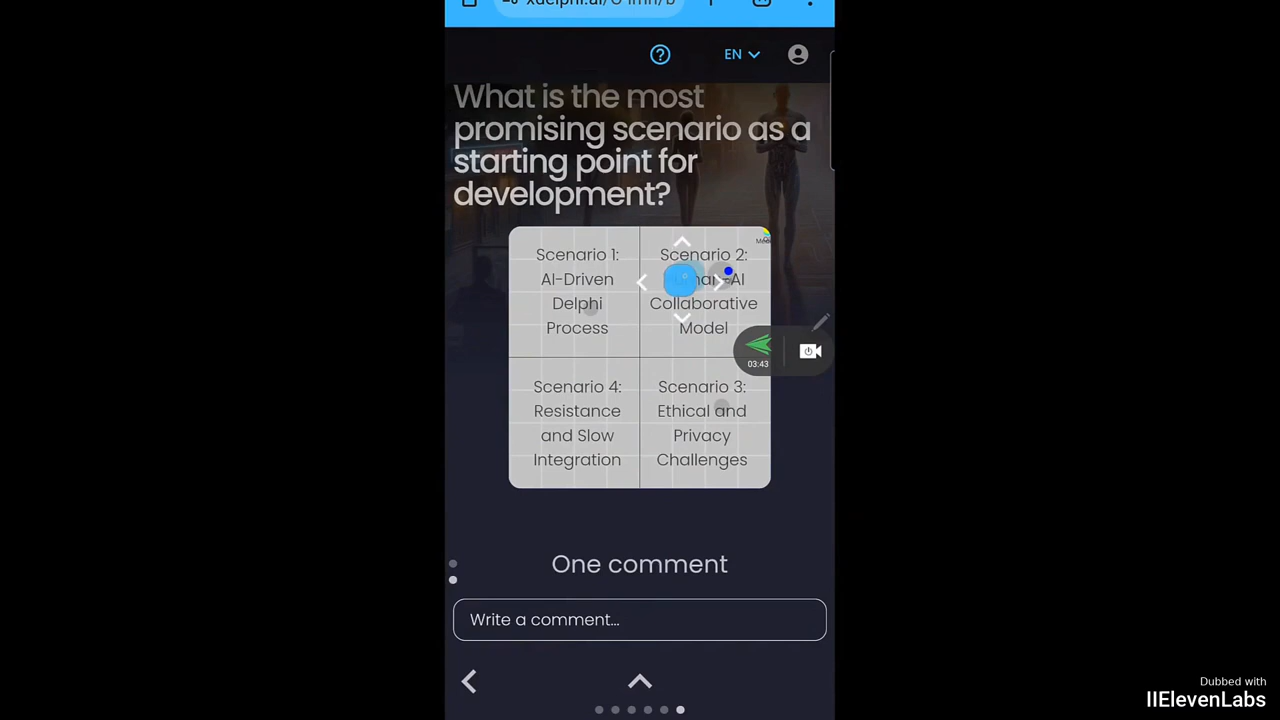 EN
What is the most
promising scenario as a
starting point for
development?
Scenario 1:
AI-Driven
Delphi
Process
Scenario 2:
Collaborative
Model
03:43
Scenario 4:
Resistance
and Slow
Integration
Scenario 3:
Ethical and
Privacy
Challenges
One comment
Write a comment...
Dubbed with
IIElevenLabs